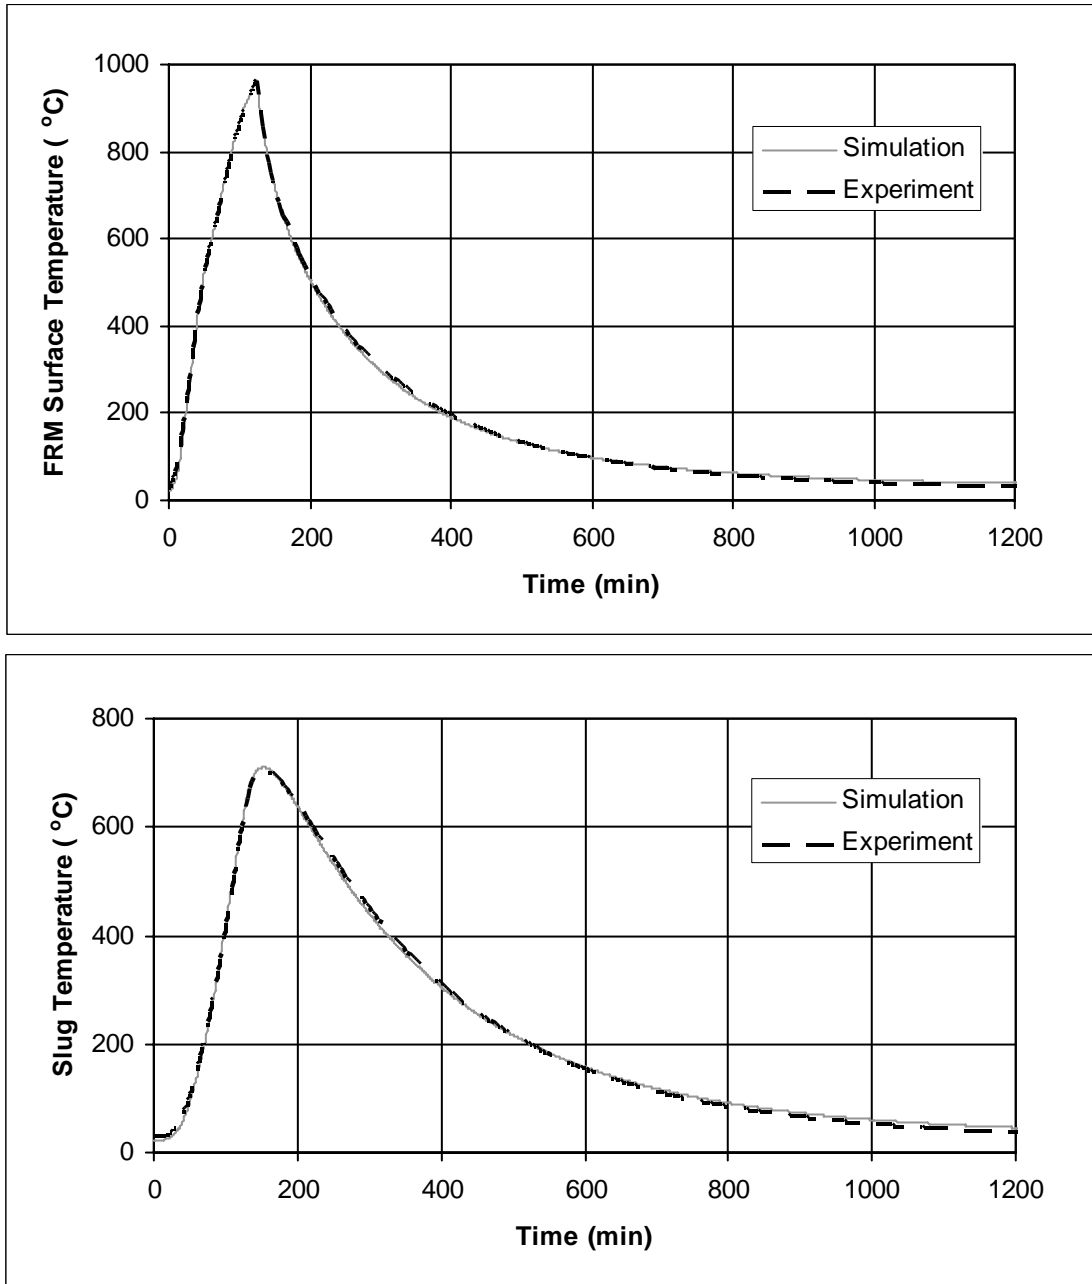 1000
800
600
400
200
0
FRM Surface Temperature ( °C)
Simulation
Experiment
0 200 400 600 800 1000 1200
Time (min)
800
600
400
200
0
Slug Temperature ( °C)
Simulation
Experiment
0 200 400 600 800 1000 1200
Time (min)